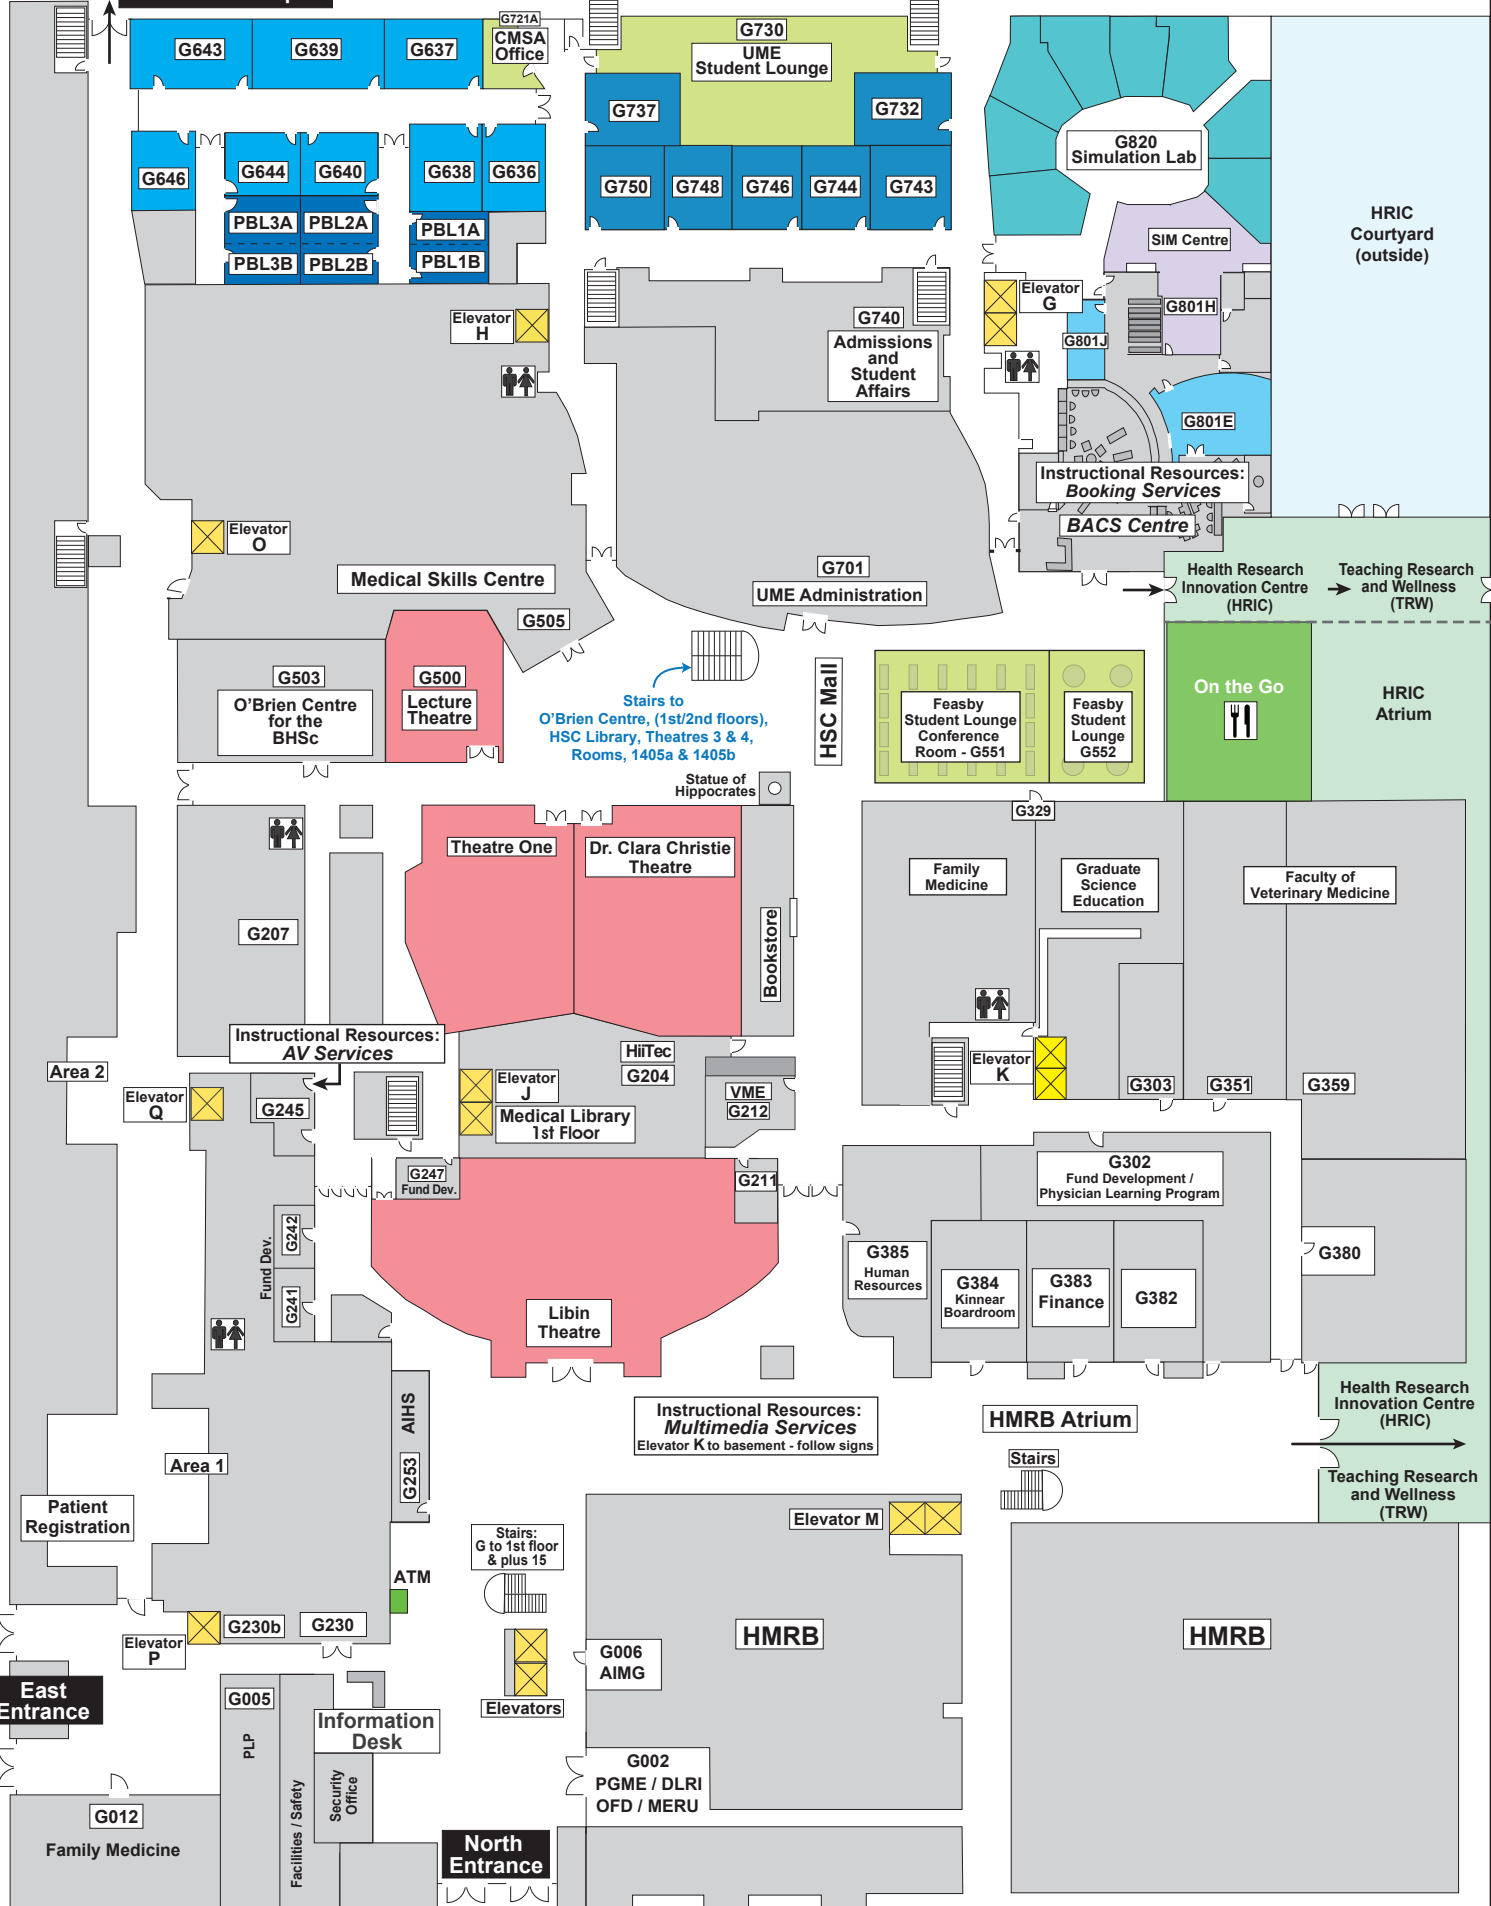 G643
G639
G637
G721A
CMSA
Office
G730
UME
Student Lounge
G737
G732
G646
G644
G640
G638
G636
G750
G748
G746
G744
G743
PBL3A
PBL2A
PBL1A
PBL3B
PBL2B
PBL1B
G820
Simulation Lab
SIM Centre
HRIC
Courtyard
(outside)
Elevator
G
G801H
G801J
G801E
Elevator
H
G740
Admissions
and
Student
Affairs
Instructional Resources:
Booking Services
BACS Centre
Elevator
O
Medical Skills Centre
G505
G701
UME Administration
Health Research
Innovation Centre
(HRIC)
Teaching Research
and Wellness
(TRW)
G503
O'Brien Centre
for the
BHSc
G500
Lecture
Theatre
Stairs to
O'Brien Centre, (1st/2nd floors),
HSC Library, Theatres 3 & 4,
Rooms, 1405a & 1405b
HSC Mall
Feasby
Student Lounge
Conference
Room - G551
Feasby
Student
Lounge
G552
On the Go
HRIC
Atrium
Statue of
Hippocrates
G329
Theatre One
Dr. Clara Christie
Theatre
Bookstore
Family
Medicine
Graduate
Science
Education
Faculty of
Veterinary Medicine
G207
Instructional Resources:
AV Services
Area 2
HiiTec
G204
Elevator
J
Medical Library
1st Floor
VME
G212
Elevator
K
G303
G351
G359
Elevator
Q
G245
G247
Fund Dev.
G211
G302
Fund Development /
Physician Learning Program
G242
Fund Dev.
G241
G385
Human
Resources
G384
Kinnear
Boardroom
G383
Finance
G382
G380
Libin
Theatre
AIHS
G253
Instructional Resources:
Multimedia Services
Elevator K to basement - follow signs
HMRB Atrium
Stairs
Health Research
Innovation Centre
(HRIC)
Teaching Research
and Wellness
(TRW)
Area 1
Patient
Registration
Stairs:
G to 1st floor
& plus 15
Elevator M
ATM
G230b
G230
Elevator
P
G006
AIMG
HMRB
HMRB
Elevators
East
Entrance
G005
PLP
Information
Desk
Facilities / Safety
Security
Office
G002
PGME / DLRI
OFD / MERU
G012
Family Medicine
North
Entrance